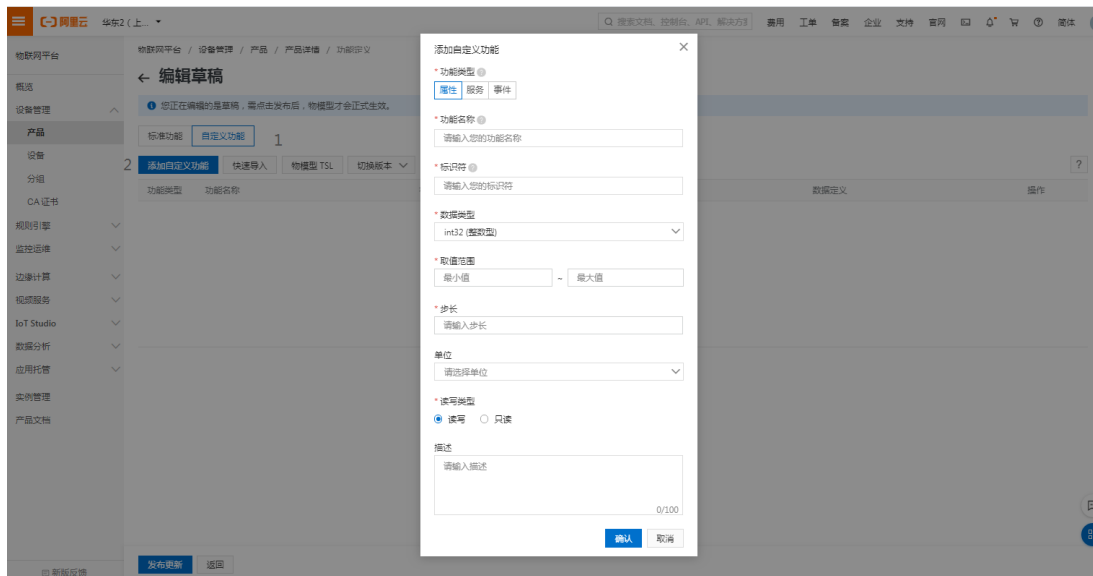 阿里云 华东2 ( 上... 搜索文档、控制台、API、解决方 费用 工单 备案 企业 支持 官网 简体
物联网平台
概览
设备管理
产品
设备
分组
CA 证书
规则引擎
监控运维
边缘计算
视频服务
IoT Studio
数据分析
应用托管
实例管理
产品文档
新版反馈
物联网平台 / 设备管理 / 产品 / 产品详情 / 功能定义
← 编辑草稿
您正在编辑的是草稿，需点击发布后，物模型才会正式生效。
标准功能 自定义功能 1
2 添加自定义功能 快速导入 物模型 TSL 切换版本 ?
功能类型 功能名称 数据定义 操作
发布更新 返回
添加自定义功能
* 功能类型
属性 服务 事件
* 功能名称
请输入您的功能名称
* 标识符
请输入您的标识符
* 数据类型
int32 (整数型)
* 取值范围
最小值 ~ 最大值
* 步长
请输入步长
单位
请选择单位
* 读写类型
读写 只读
描述
请输入描述
0/100
确认 取消